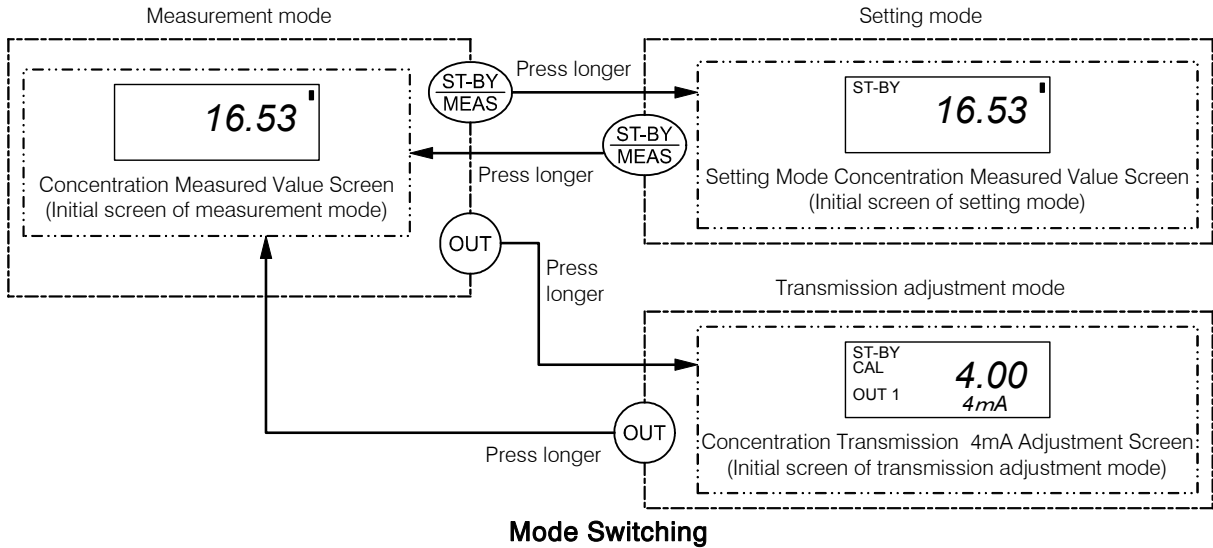 Measurement mode
16.53
Concentration Measured Value Screen
(Initial screen of measurement mode)
ST-BY
MEAS
Press longer
ST-BY
MEAS
Press longer
Setting mode
ST-BY
16.53
Setting Mode Concentration Measured Value Screen
(Initial screen of setting mode)
OUT
Press
longer
Transmission adjustment mode
ST-BY
CAL
OUT 1
4.00
4mA
Concentration Transmission 4mA Adjustment Screen
(Initial screen of transmission adjustment mode)
OUT
Press longer
Mode Switching